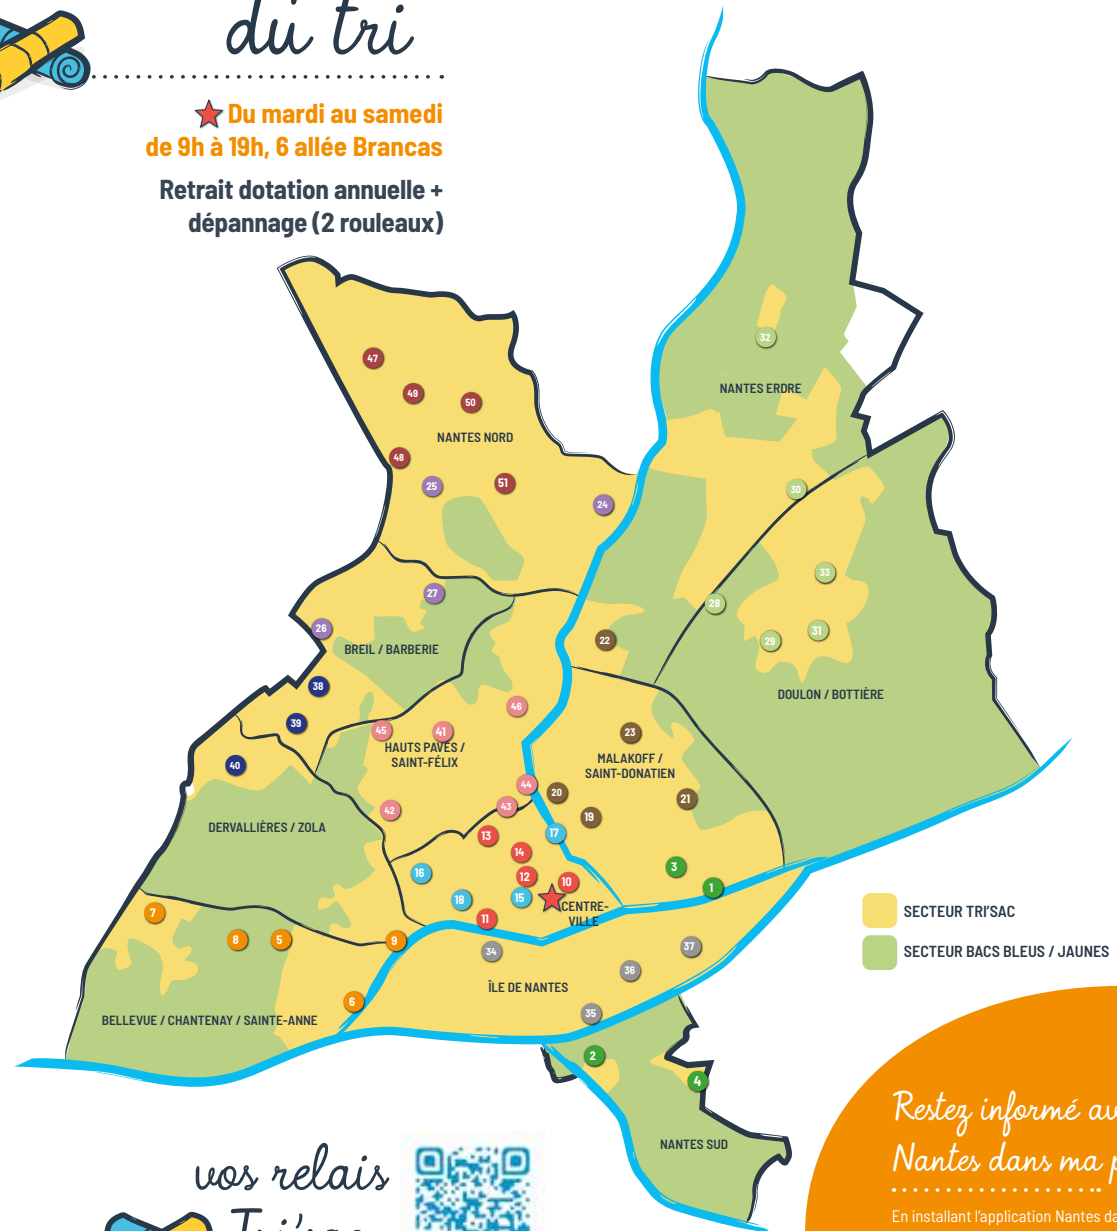 du tri
Du mardi au samedi
de 9h à 19h, 6 allée Brancas
Retrait dotation annuelle +
dépannage (2 rouleaux)
32
47
NANTES ERDRE
49
50
NANTES NORD
48
25
51
30
24
33
27
28
26
31
22
29
BREIL / BARBERIE
38
DOULON / BOTTIÈRE
46
39
45
41
23
HAUTS PAVÉS /
SAINT-FÉLIX
MALAKOFF /
SAINT-DONATIEN
40
44
20
21
43
42
19
DERVALLIÈRES / ZOLA
13
17
14
3
16
12
10
1
15
18
CENTRE-
VILLE
7
11
SECTEUR TRI'SAC
8
5
9
37
34
SECTEUR BACS BLEUS / JAUNES
36
ÎLE DE NANTES
6
35
BELLEVUE / CHANTENAY / SAINTE-ANNE
2
4
NANTES SUD
Restez informé av
Nantes dans ma p
En installant l'application Nantes da
vos relais
Tri'sac